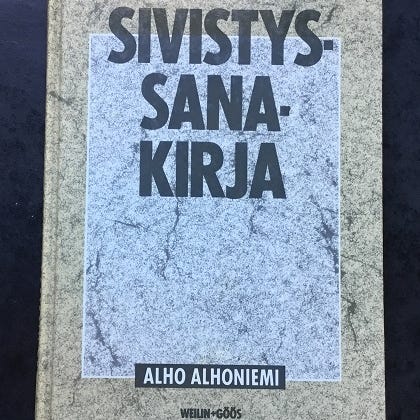 SIVISTYS-
SANA-
KIRJA
ALHO ALHONIEMI
WEILIN+GÖÖS